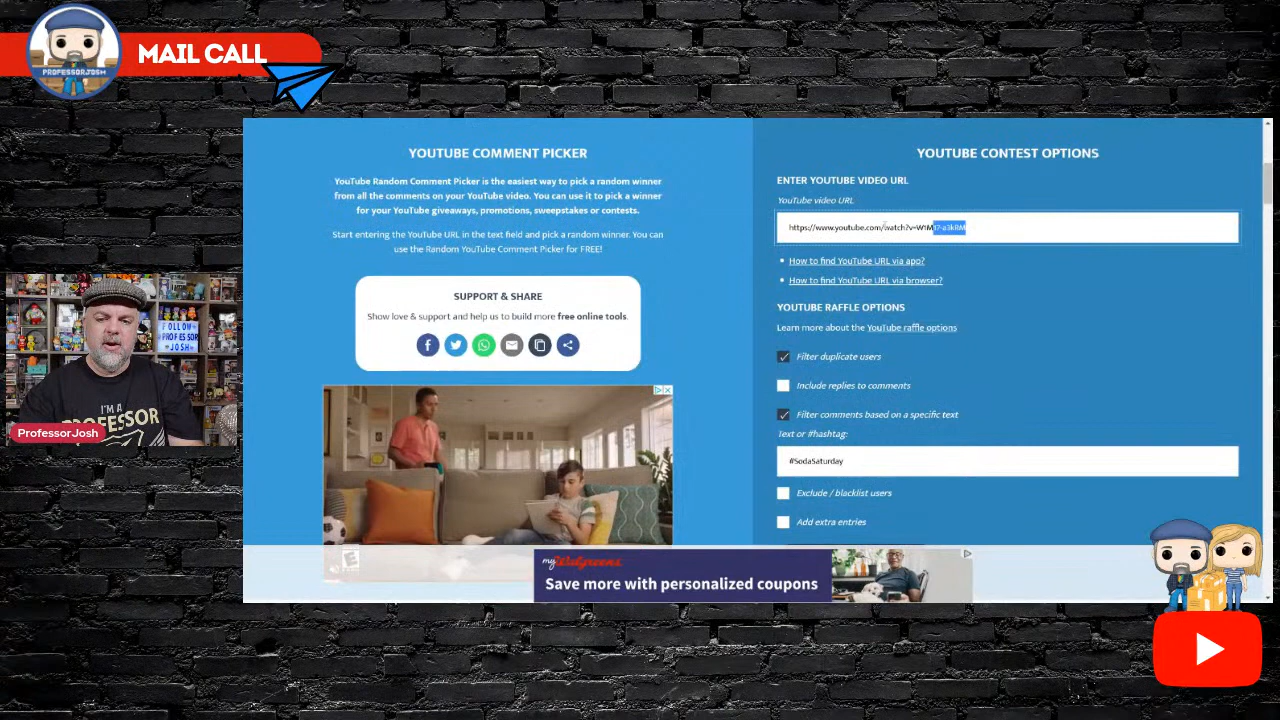 PROFESSORJOSH
MAIL CALL
YOUTUBE COMMENT PICKER
YouTube Random Comment Picker is the easiest way to pick a random winner
from all the comments on your YouTube video. You can use it to pick a winner
for your YouTube giveaways, promotions, sweepstakes or contests.
Start entering the YouTube URL in the text field and pick a random winner. You can
use the Random YouTube Comment Picker for FREE!
SUPPORT & SHARE
Show love & support and help us to build more free online tools.
YOUTUBE CONTEST OPTIONS
ENTER YOUTUBE VIDEO URL
YouTube video URL
How to find YouTube URL via app?
How to find YouTube URL via browser?
YOUTUBE RAFFLE OPTIONS
Learn more about the YouTube raffle options
Filter duplicate users
Include replies to comments
Filter comments based on a specific text
Text or #hashtag:
#SodaSaturday
Exclude / blacklist users
Add extra entries
FOLLOW
PROFESSOR
JOSH
I'M A
PROFESSOR
ProfessorJosh
E
my Walgreens
Save more with personalized coupons